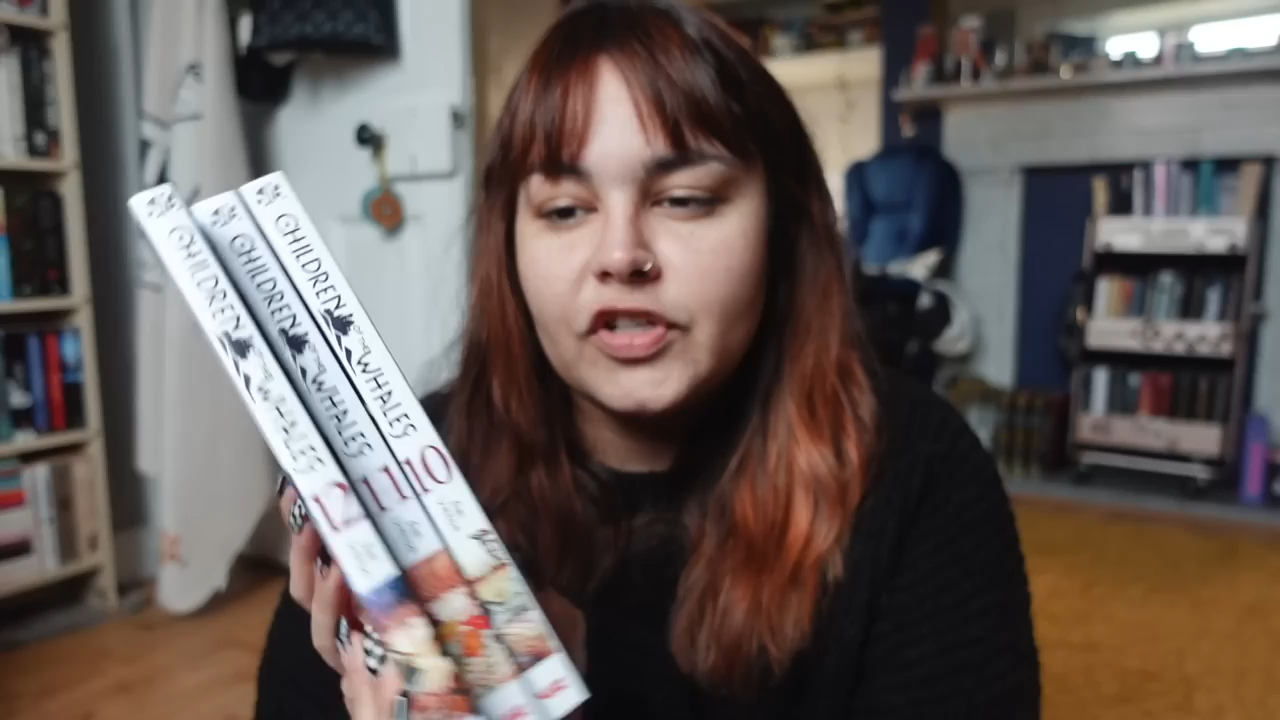 CHILDREN OF THE WHALES 12
CHILDREN OF THE WHALES 11
CHILDREN OF THE WHALES 10